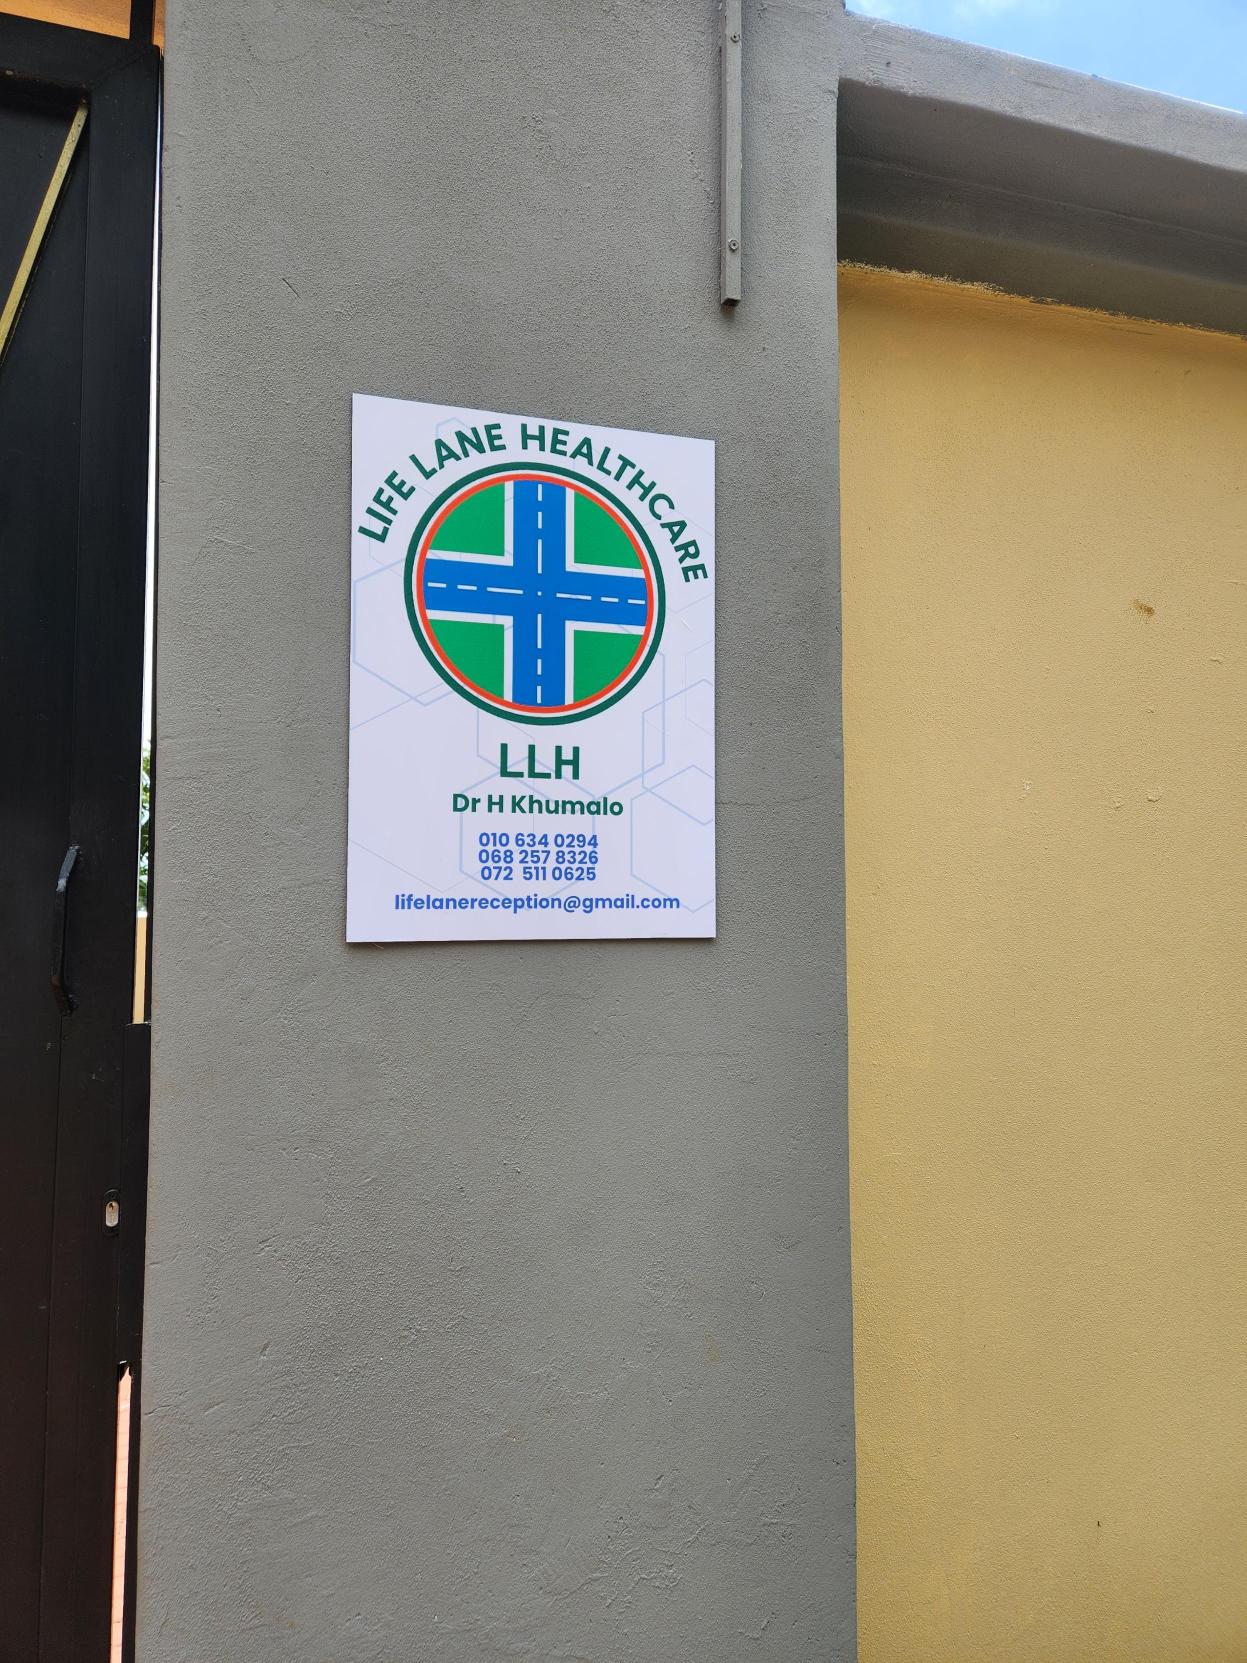 LIFE LANE HEALTHCARE
LLH
Dr H Khumalo
010 634 0294
068 257 8326
072 511 0625
lifelanereception@gmail.com